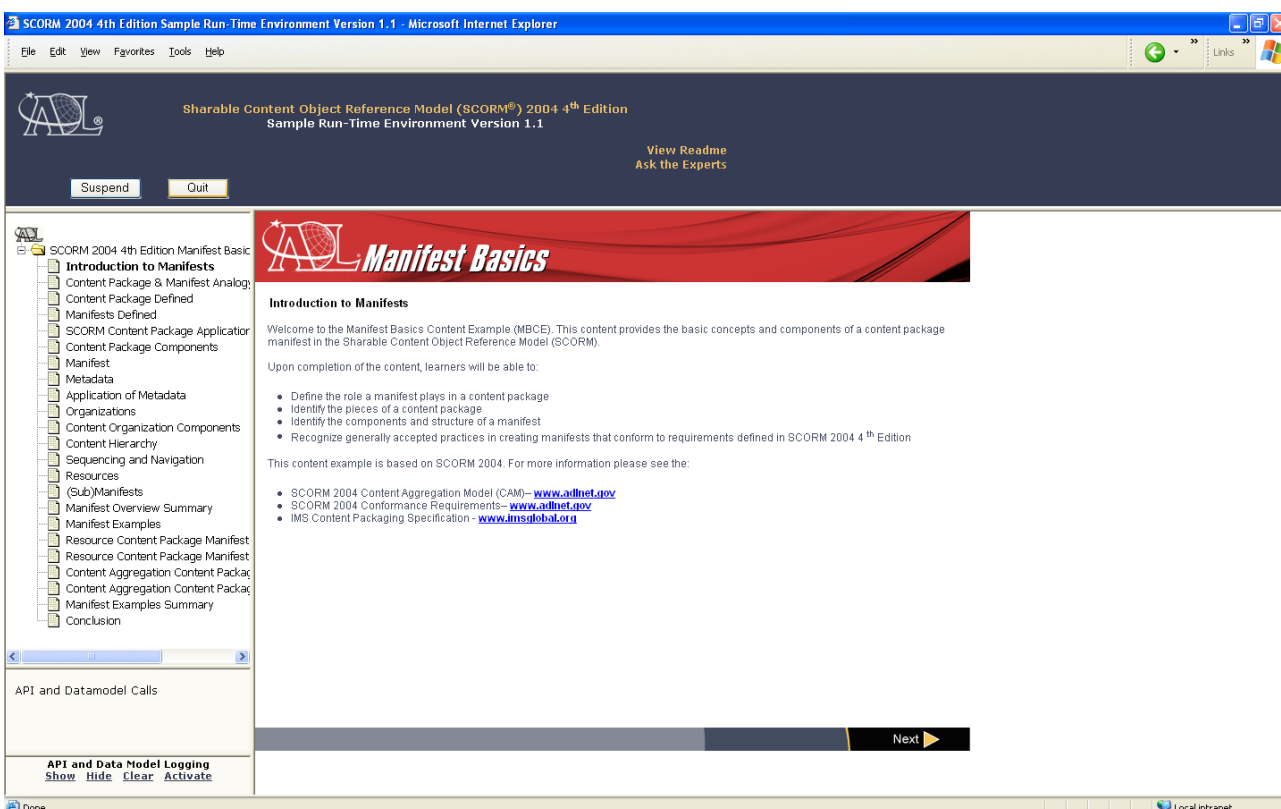 SCORM 2004 4th Edition Sample Run-Time Environment Version 1.1 - Microsoft Internet Explorer
File Edit View Favorites Tools Help
Links
ADL®
Sharable Content Object Reference Model (SCORM®) 2004 4th Edition
Sample Run-Time Environment Version 1.1
View Readme
Ask the Experts
Suspend Quit
ADL
SCORM 2004 4th Edition Manifest Basic
Introduction to Manifests
Content Package & Manifest Analogy
Content Package Defined
Manifests Defined
SCORM Content Package Application
Content Package Components
Manifest
Metadata
Application of Metadata
Organizations
Content Organization Components
Content Hierarchy
Sequencing and Navigation
Resources
(Sub)Manifests
Manifest Overview Summary
Manifest Examples
Resource Content Package Manifest
Resource Content Package Manifest
Content Aggregation Content Packag
Content Aggregation Content Packag
Manifest Examples Summary
Conclusion
API and Datamodel Calls
API and Data Model Logging
Show Hide Clear Activate
ADL. Manifest Basics
Introduction to Manifests
Welcome to the Manifest Basics Content Example (MBCE). This content provides the basic concepts and components of a content package
manifest in the Sharable Content Object Reference Model (SCORM).
Upon completion of the content, learners will be able to:
• Define the role a manifest plays in a content package
• Identify the pieces of a content package
• Identify the components and structure of a manifest
• Recognize generally accepted practices in creating manifests that conform to requirements defined in SCORM 2004 4 th Edition
This content example is based on SCORM 2004. For more information please see the:
• SCORM 2004 Content Aggregation Model (CAM)– www.adlnet.gov
• SCORM 2004 Conformance Requirements– www.adlnet.gov
• IMS Content Packaging Specification - www.imsglobal.org
Next
Done
Local intranet